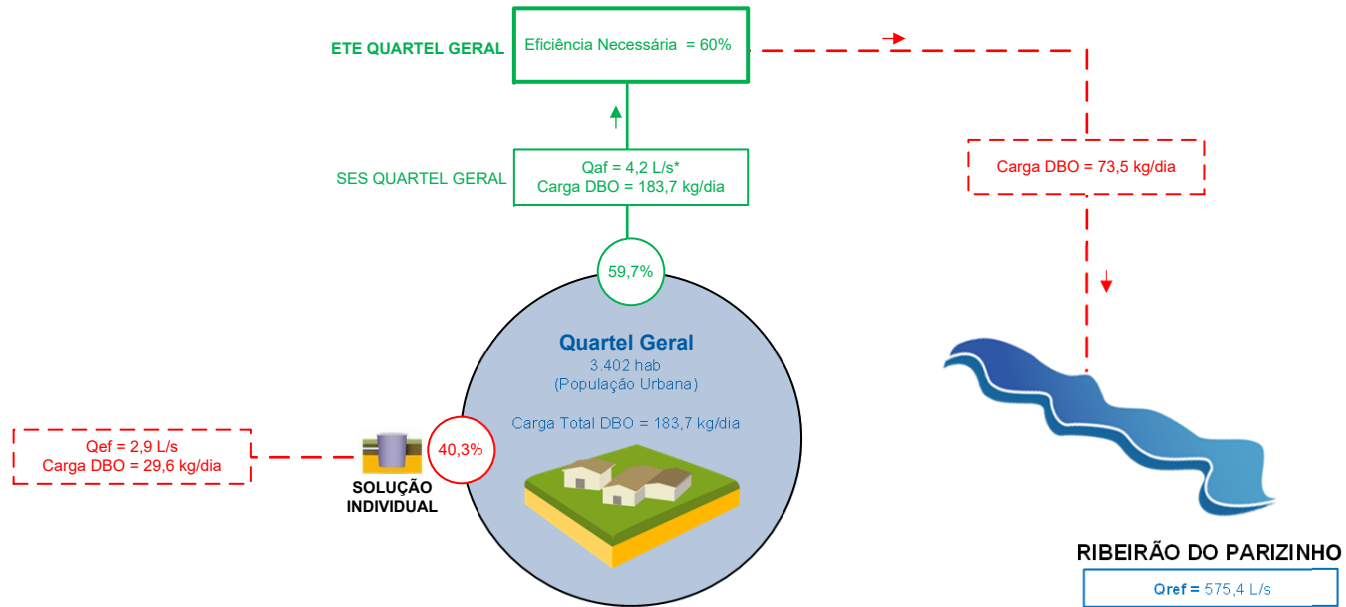 ETE QUARTEL GERAL
Eficiência Necessária = 60%
SES QUARTEL GERAL
Qaf = 4,2 L/s*
Carga DBO = 183,7 kg/dia
Carga DBO = 73,5 kg/dia
59,7%
Quartel Geral
3.402 hab
(População Urbana)
Carga Total DBO = 183,7 kg/dia
Qef = 2,9 L/s
Carga DBO = 29,6 kg/dia
40,3%
SOLUÇÃO
INDIVIDUAL
RIBEIRÃO DO PARIZINHO
Qref = 575,4 L/s